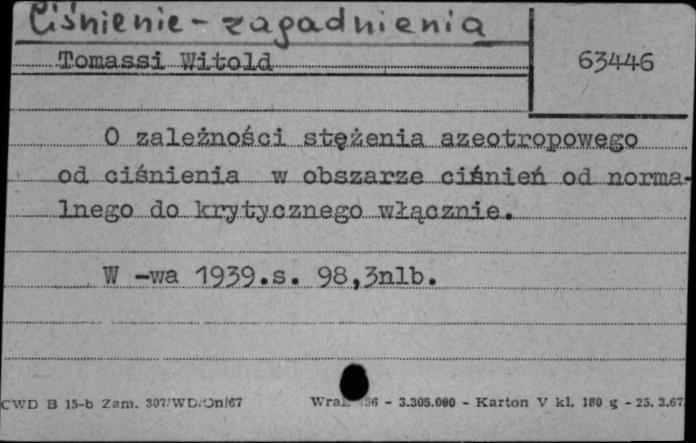 Ciśnienie - zagadnienia
Tomassi Witold
63446
O zależności stężenia azeotropowego
od ciśnienia w obszarze ciśnień od norma-
lnego do krytycznego włącznie.
W -wa 1939.s. 98,3nlb.
CWD B 15-b Zam. 307/WD/On/67 56 - 3.305.000 - Karton V kl. 180 g - 25. 3.67